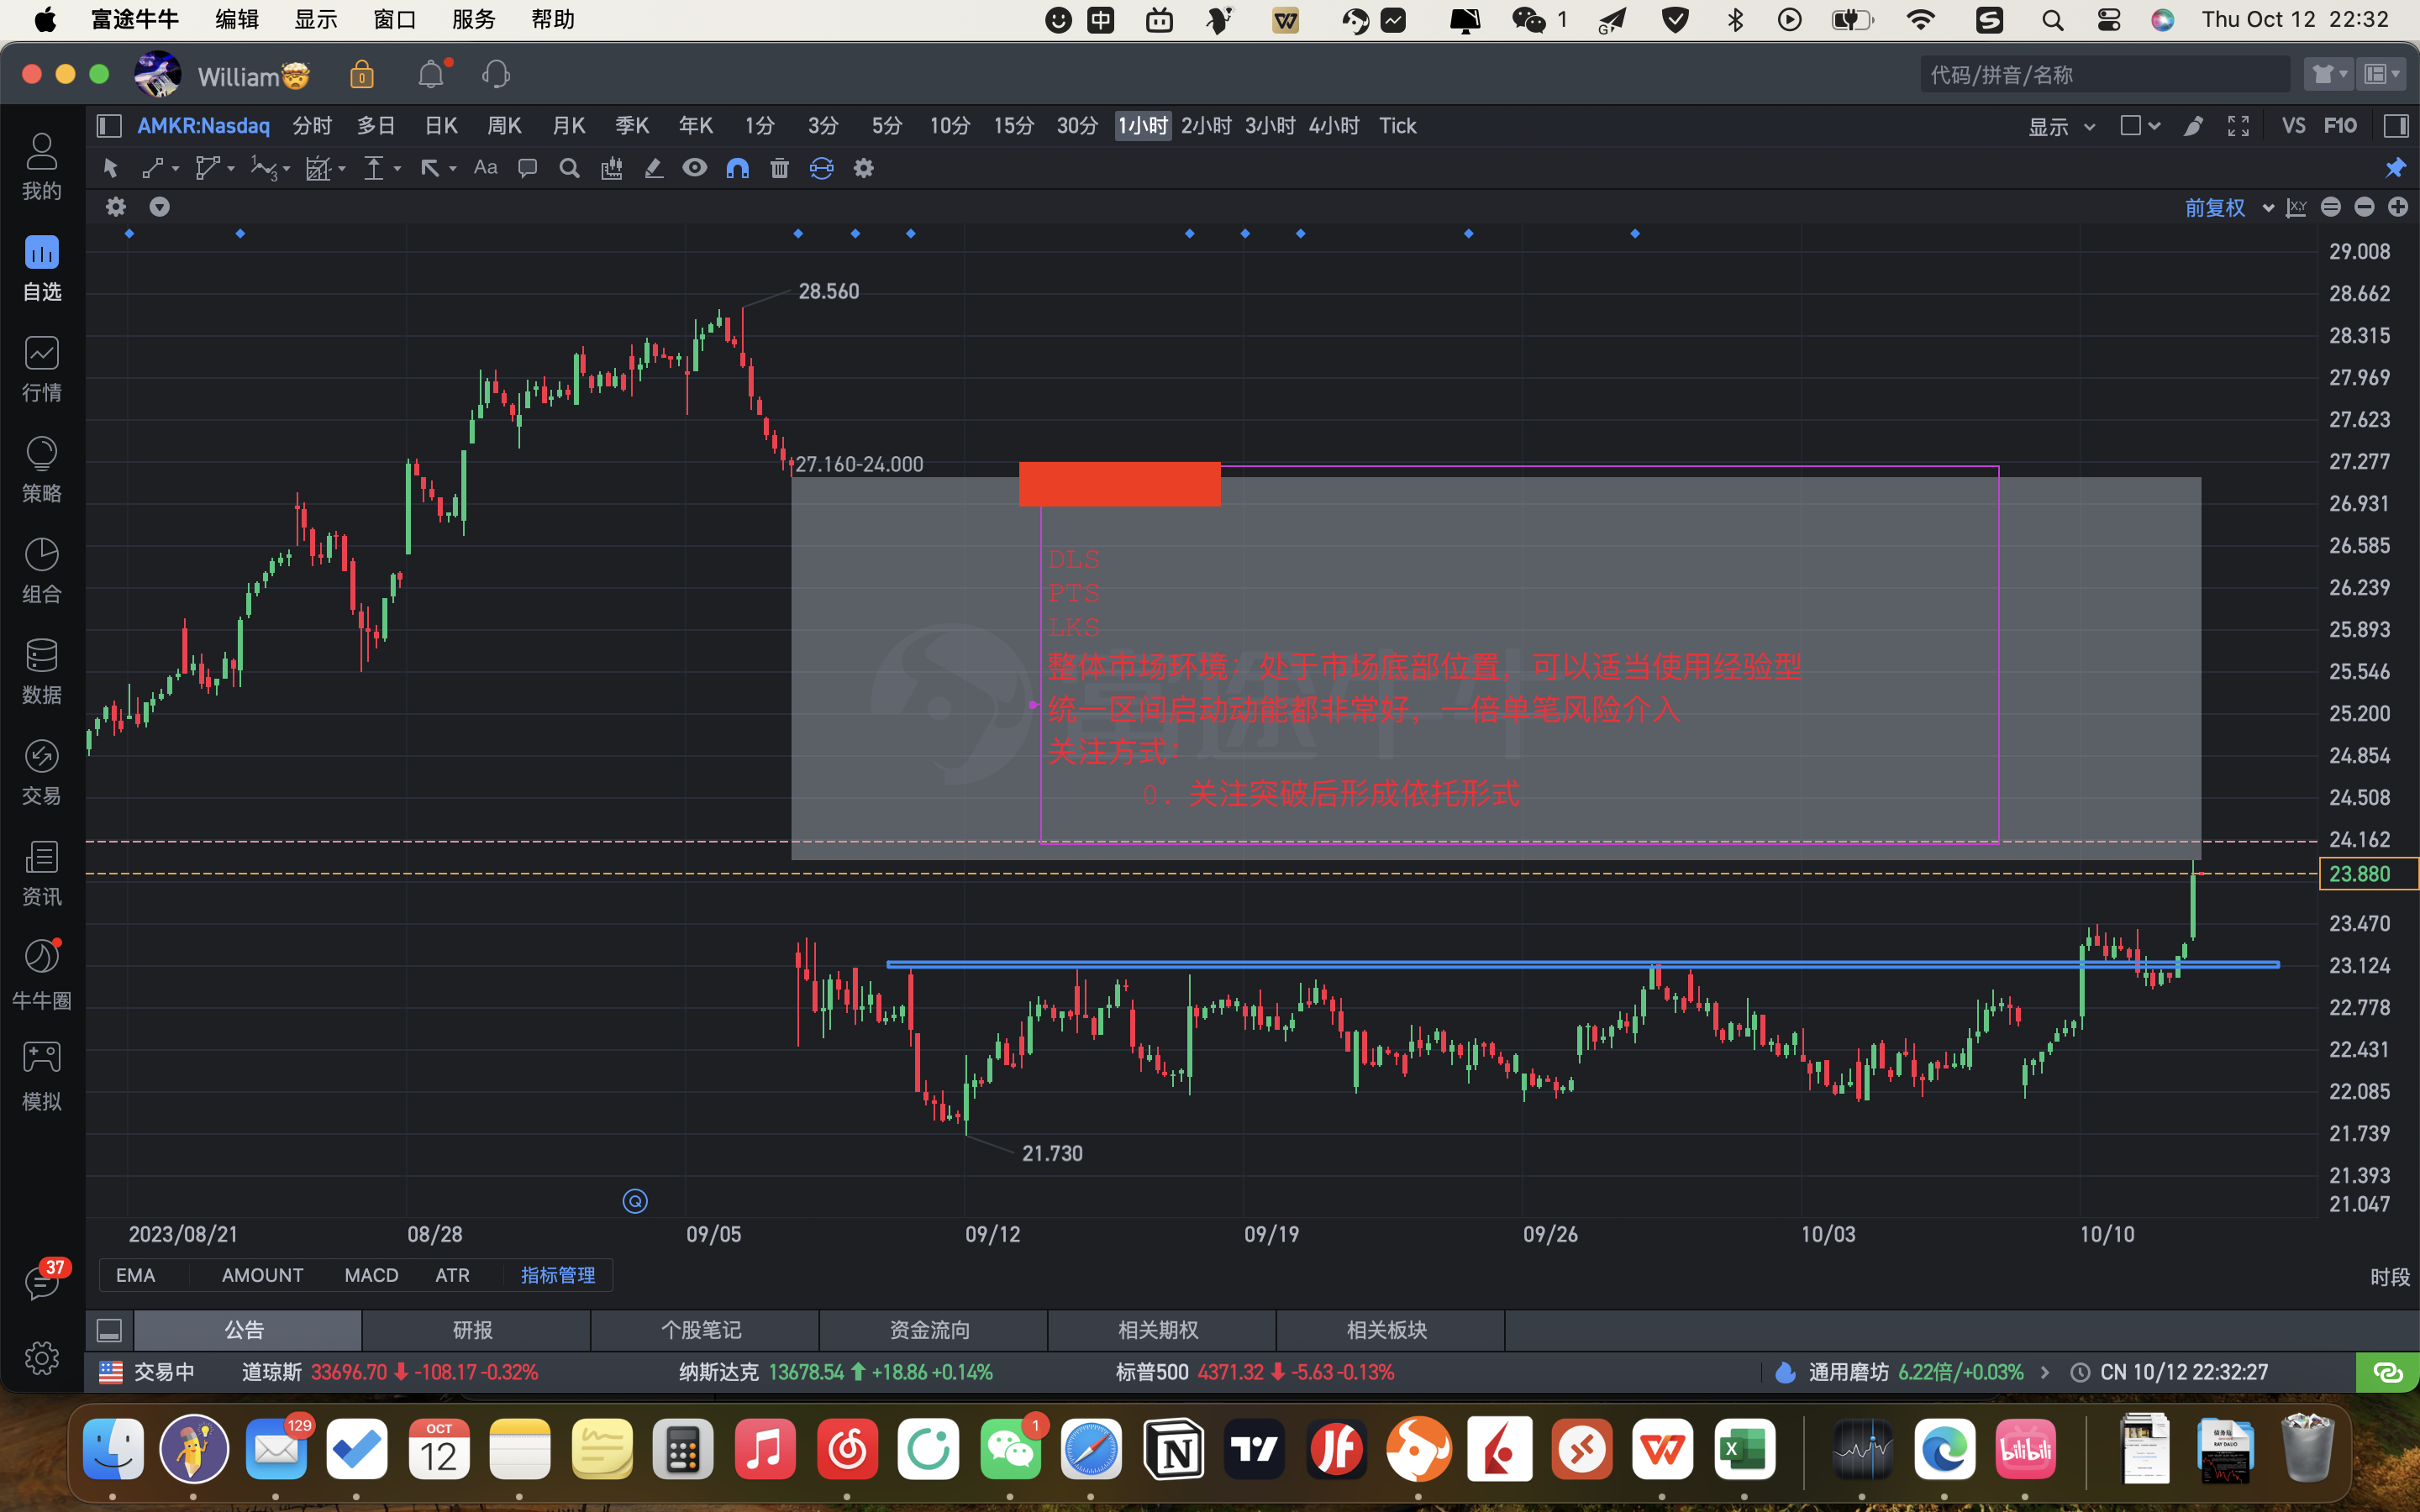 富途牛牛 编辑 显示 窗口 服务 帮助
中
1
Thu Oct 12 22:32
William
代码/拼音/名称
AMKR:Nasdaq 分时 多日 日K 周K 月K 季K 年K 1分 3分 5分 10分 15分 30分 1小时 2小时 3小时 4小时 Tick
显示 VS F10
Aa
前复权
我的
自选
行情
策略
组合
数据
交易
资讯
牛牛圈
模拟
37
28.560
27.160-24.000
DLS
PTS
LKS
整体市场环境：处于市场底部位置，可以适当使用经验型
统一区间启动动能都非常好，一倍单笔风险介入
关注方式：
0. 关注突破后形成依托形式
富途牛牛
21.730
Q
29.008
28.662
28.315
27.969
27.623
27.277
26.931
26.585
26.239
25.893
25.546
25.200
24.854
24.508
24.162
23.880
23.470
23.124
22.778
22.431
22.085
21.739
21.393
21.047
2023/08/21 08/28 09/05 09/12 09/19 09/26 10/03 10/10
EMA AMOUNT MACD ATR 指标管理
时段
公告 研报 个股笔记 资金流向 相关期权 相关板块
交易中 道琼斯 33696.70 -108.17 -0.32% 纳斯达克 13678.54 +18.86 +0.14% 标普500 4371.32 -5.63 -0.13% 通用磨坊 6.22倍/+0.03% CN 10/12 22:32:27
129
OCT
12
1
bilibili
RAY DALIO